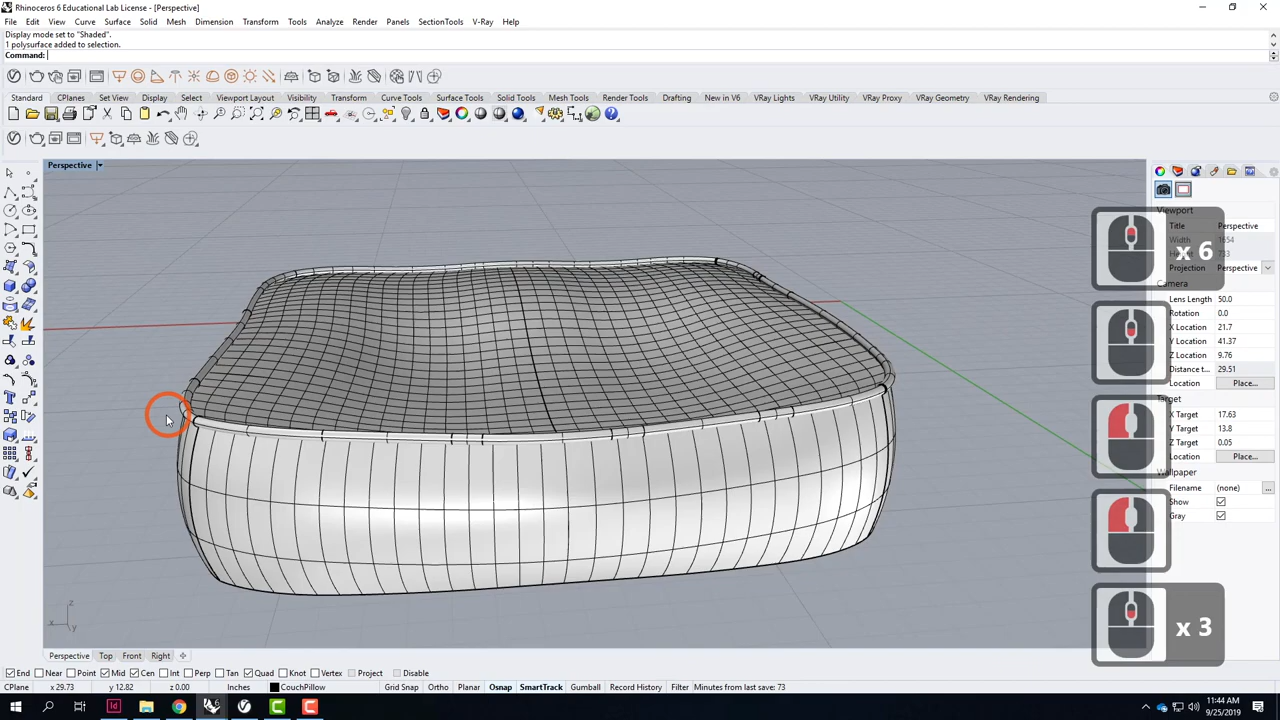 Rhinoceros 6 Educational Lab License - [Perspective]
File Edit View Curve Surface Solid Mesh Dimension Transform Tools Analyze Render Panels SectionTools V-Ray Help
Display mode set to "Shaded".
1 polysurface added to selection.
Command:
Standard CPlanes Set View Display Select Viewport Layout Visibility Transform Curve Tools Surface Tools Solid Tools Mesh Tools Render Tools Drafting New in V6 VRay Lights VRay Utility VRay Proxy VRay Geometry VRay Rendering
Perspective
Viewport
Title Perspective
Width 1654
Projection Perspective
x 6
Camera
Lens Length 50.0
Rotation 0.0
X Location 21.7
Y Location 41.37
Z Location 9.76
Distance t... 29.51
Location Place...
Target
X Target 17.63
Y Target 13.8
Z Target 0.05
Location Place...
Wallpaper
Filename (none) ...
Show
Gray
x 3
z
x y
Perspective Top Front Right
End Near Point Mid Cen Int Perp Tan Quad Knot Vertex Project Disable
CPlane x 29.73 y 12.82 z 0.00 Inches CouchPillow Grid Snap Ortho Planar Osnap SmartTrack Gumball Record History Filter Minutes from last save: 73
11:44 AM
9/25/2019